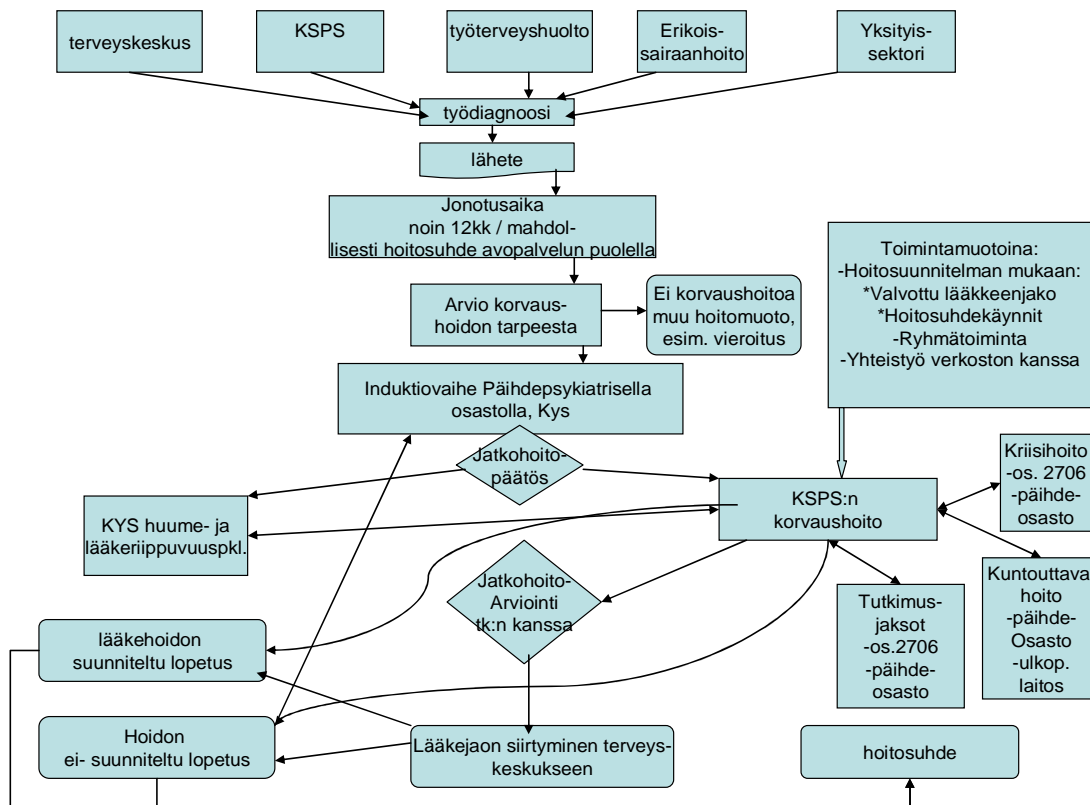 terveyskeskus
KSPS
työterveyshuolto
Erikois-
sairaanhoito
Yksityis-
sektori
työdiagnoosi
lähete
Jonotusaika
noin 12kk / mahdol-
llisesti hoitosuhde avopalvelun puolella
Arvio korvaus-
hoidon tarpeesta
Ei korvaushoitoa
muu hoitomuoto,
esim. vieroitus
Toimintamuotoina:
-Hoitosuunnitelman mukaan:
*Valvottu lääkkeenjako
*Hoitosuhdekäynnit
-Ryhmätoiminta
-Yhteistyö verkoston kanssa
Induktiovaihe Päihdepsykiatrisella
osastolla, Kys
Jatkohoito-
päätös
KYS huume- ja
lääkeriippuvuuspkl.
KSPS:n
korvaushoito
Kriisihoito
-os. 2706
-päihde-
osasto
Jatkohoito-
Arviointi
tk:n kanssa
Tutkimus-
jaksot
-os.2706
-päihde-
osasto
Kuntouttava
hoito
-päihde-
Osasto
-ulkop.
laitos
lääkehoidon
suunniteltu lopetus
Hoidon
ei- suunniteltu lopetus
Lääkejaon siirtyminen terveys-
keskukseen
hoitosuhde